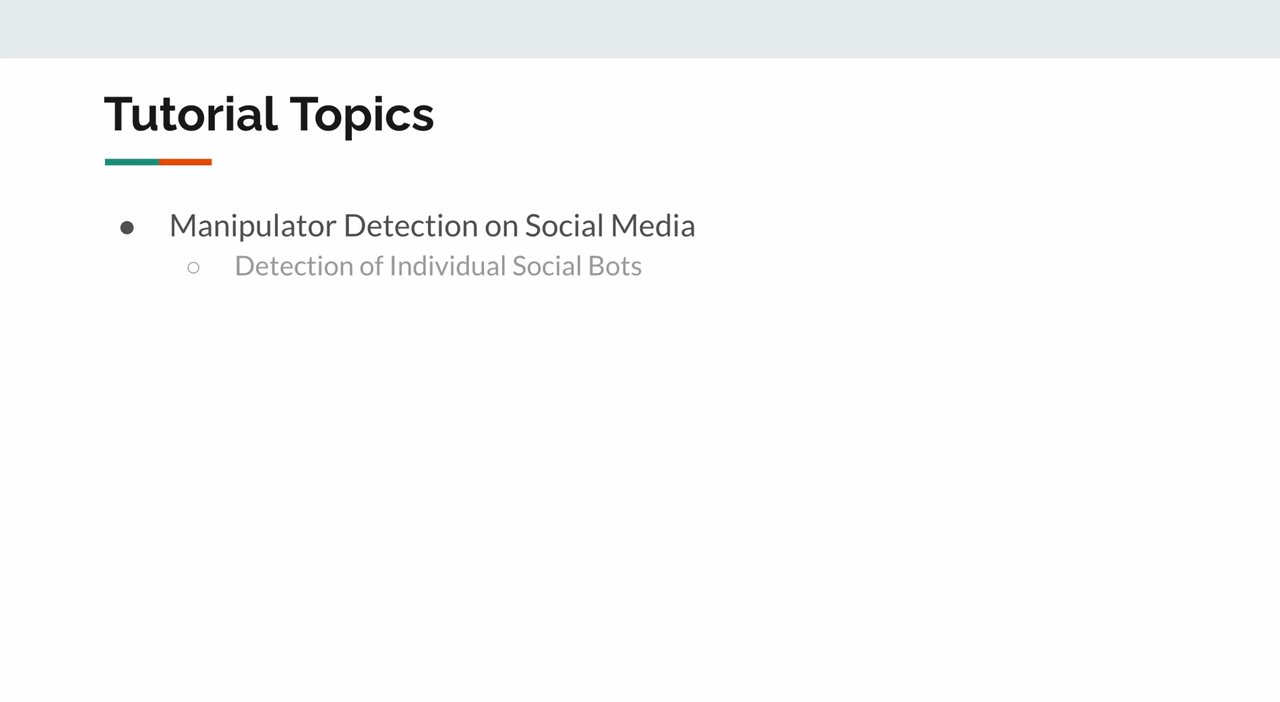 Tutorial Topics
● Manipulator Detection on Social Media
○ Detection of Individual Social Bots